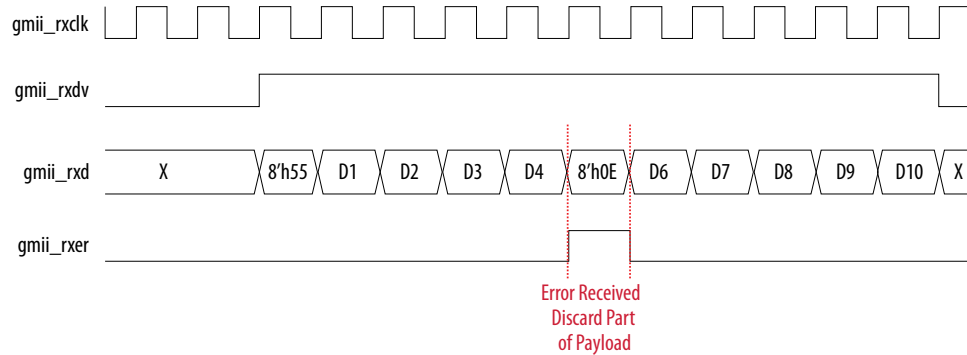 gmii_rxclk
gmii_rxdv
gmii_rxd X 8’h55 D1 D2 D3 D4 8’h0E D6 D7 D8 D9 D10 X
gmii_rxer
Error Received
Discard Part
of Payload